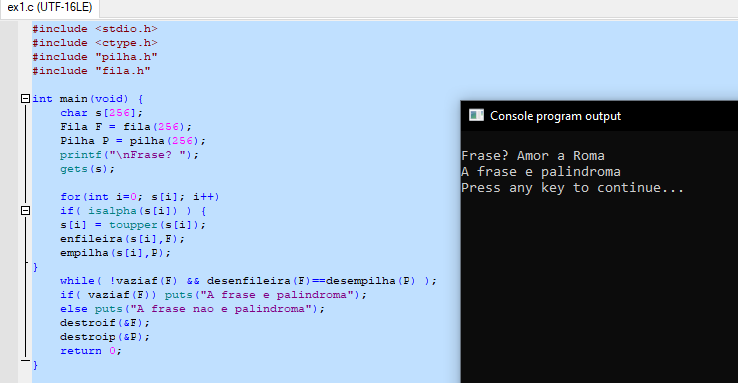 ex1.c (UTF-16LE)
#include <stdio.h>
#include <ctype.h>
#include "pilha.h"
#include "fila.h"
int main(void) {
char s[256];
Fila F = fila(256);
Pilha P = pilha(256);
printf("\nFrase? ");
gets(s);
for(int i=0; s[i]; i++)
if( isalpha(s[i]) ) {
s[i] = toupper(s[i]);
enfileira(s[i],F);
empilha(s[i],P);
}
while( !vaziaf(F) && desenfileira(F)==desempilha(P) );
if( vaziaf(F)) puts("A frase e palindroma");
else puts("A frase nao e palindroma");
destroif(&F);
destroip(&P);
return 0;
}
Console program output
Frase? Amor a Roma
A frase e palindroma
Press any key to continue...